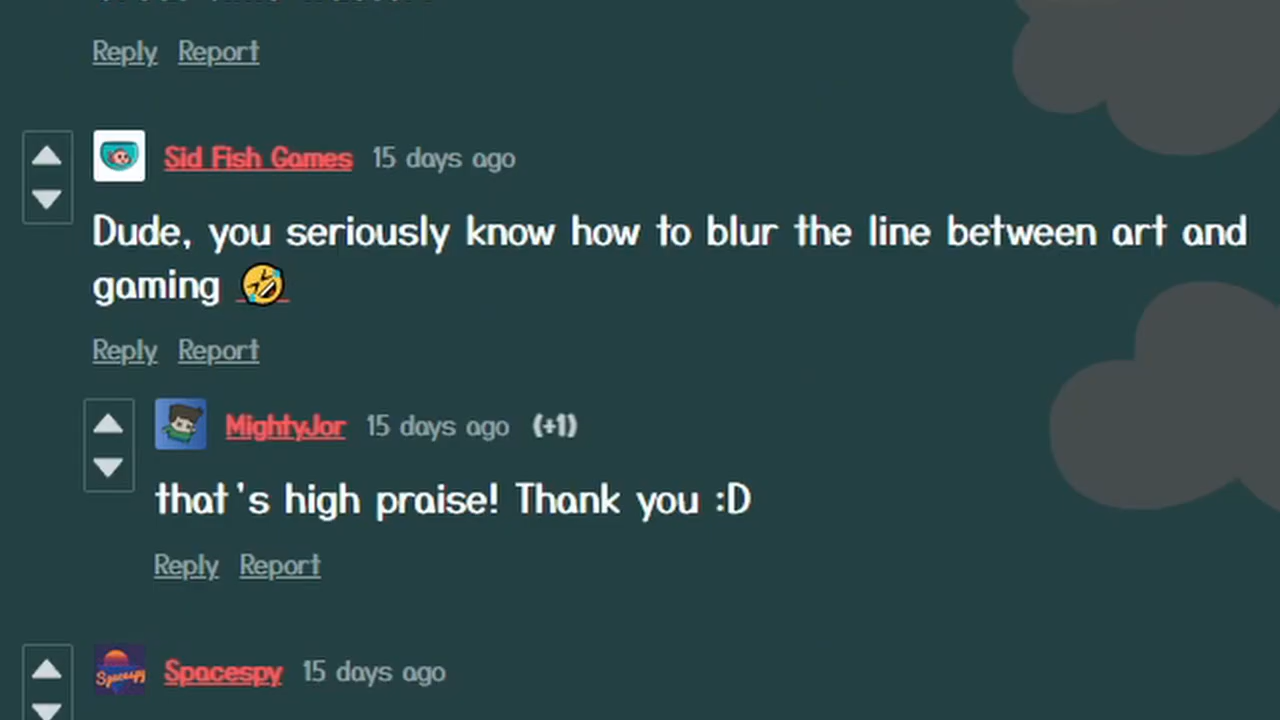 Reply Report
Sid Fish Games 15 days ago
Dude, you seriously know how to blur the line between art and
gaming 🤣
Reply Report
MightyJor 15 days ago (+1)
that's high praise! Thank you :D
Reply Report
Spacespy
Spacespy 15 days ago